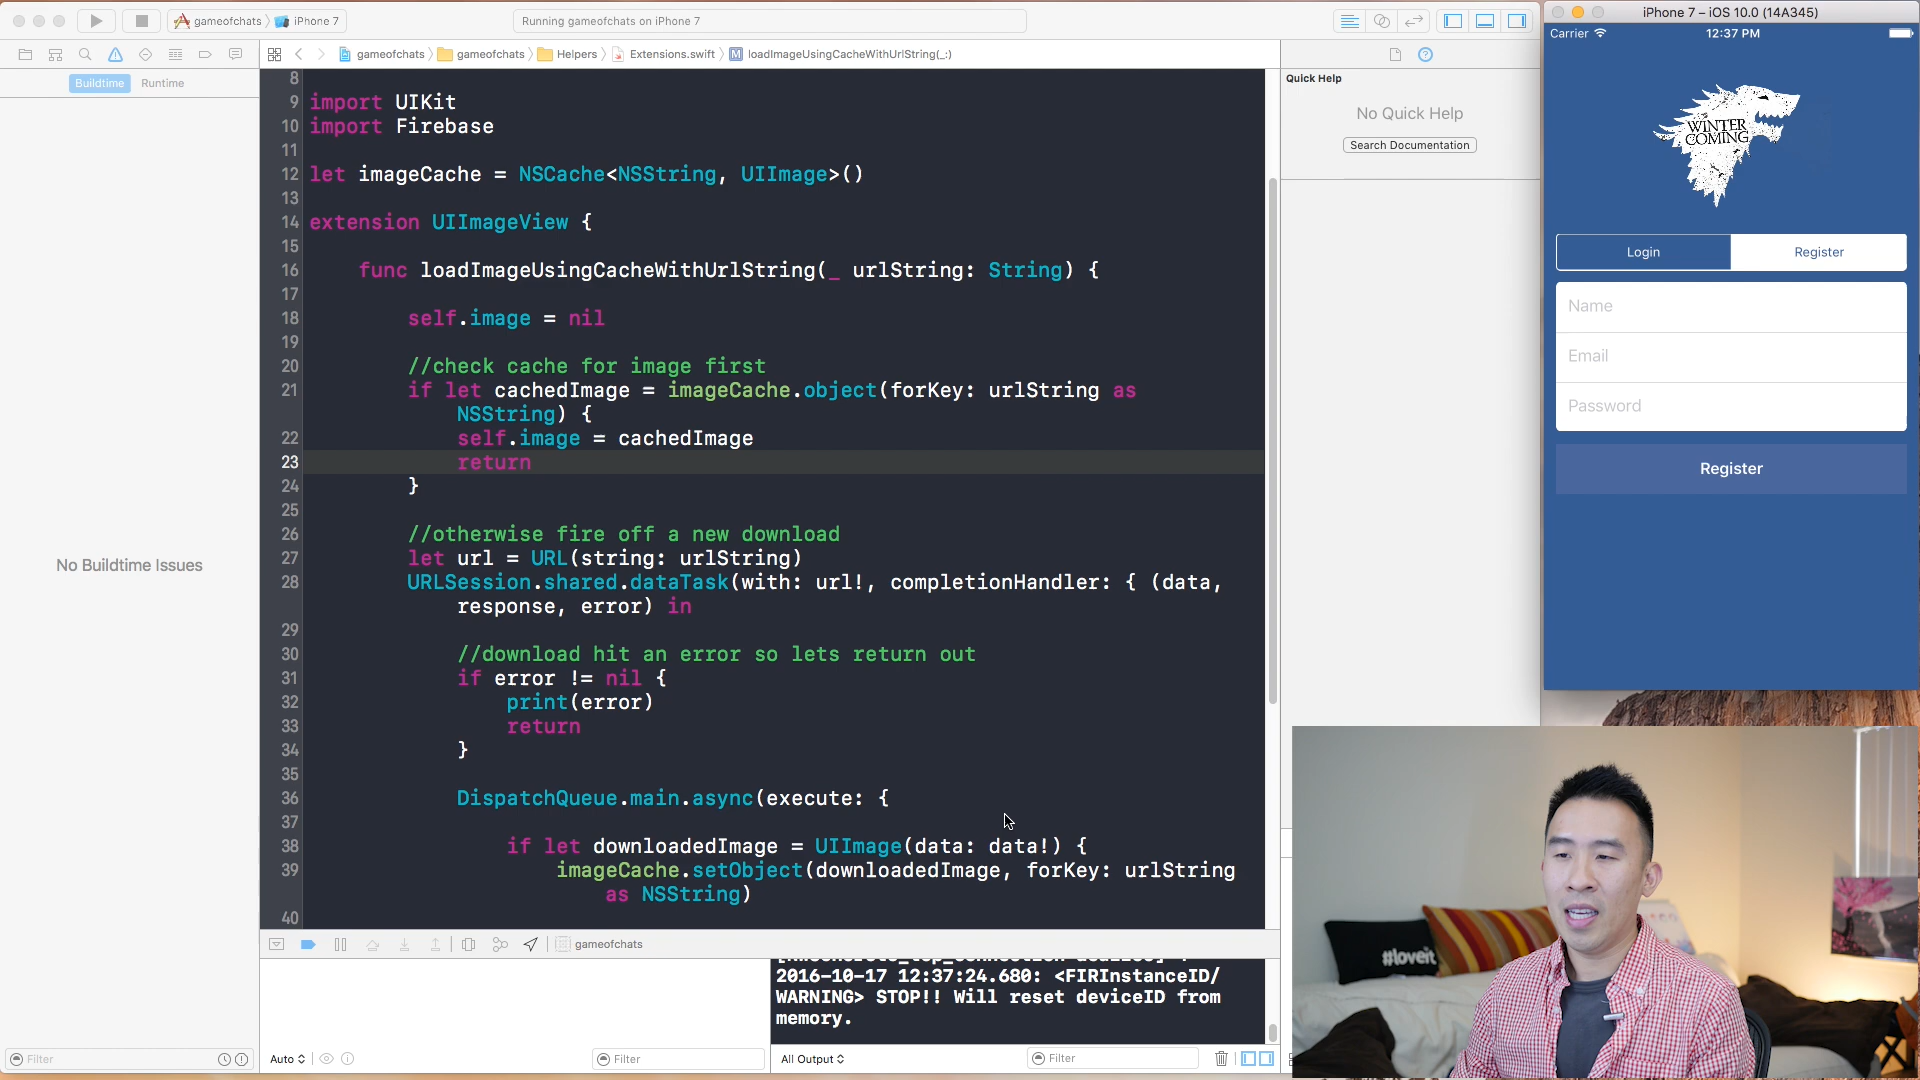 gameofchats
iPhone 7
Running gameofchats on iPhone 7
iPhone 7 – iOS 10.0 (14A345)
gameofchats
gameofchats
Helpers
Extensions.swift
M
loadImageUsingCacheWithUrlString(_:)
Buildtime
Runtime
No Buildtime Issues
Filter
8
9 import UIKit
10 import Firebase
11
12 let imageCache = NSCache<NSString, UIImage>()
13
14 extension UIImageView {
15
16 func loadImageUsingCacheWithUrlString(_ urlString: String) {
17
18 self.image = nil
19
20 //check cache for image first
21 if let cachedImage = imageCache.object(forKey: urlString as
NSString) {
22 self.image = cachedImage
23 return
24 }
25
26 //otherwise fire off a new download
27 let url = URL(string: urlString)
28 URLSession.shared.dataTask(with: url!, completionHandler: { (data,
response, error) in
29
30 //download hit an error so lets return out
31 if error != nil {
32 print(error)
33 return
34 }
35
36 DispatchQueue.main.async(execute: {
37
38 if let downloadedImage = UIImage(data: data!) {
39 imageCache.setObject(downloadedImage, forKey: urlString
as NSString)
40
gameofchats
2016-10-17 12:37:24.680: <FIRInstanceID/
WARNING> STOP!! Will reset deviceID from
memory.
Auto
Filter
All Output
Filter
Quick Help
No Quick Help
Search Documentation
Carrier
12:37 PM
WINTER
COMING
Login
Register
Name
Email
Password
Register
#loveit